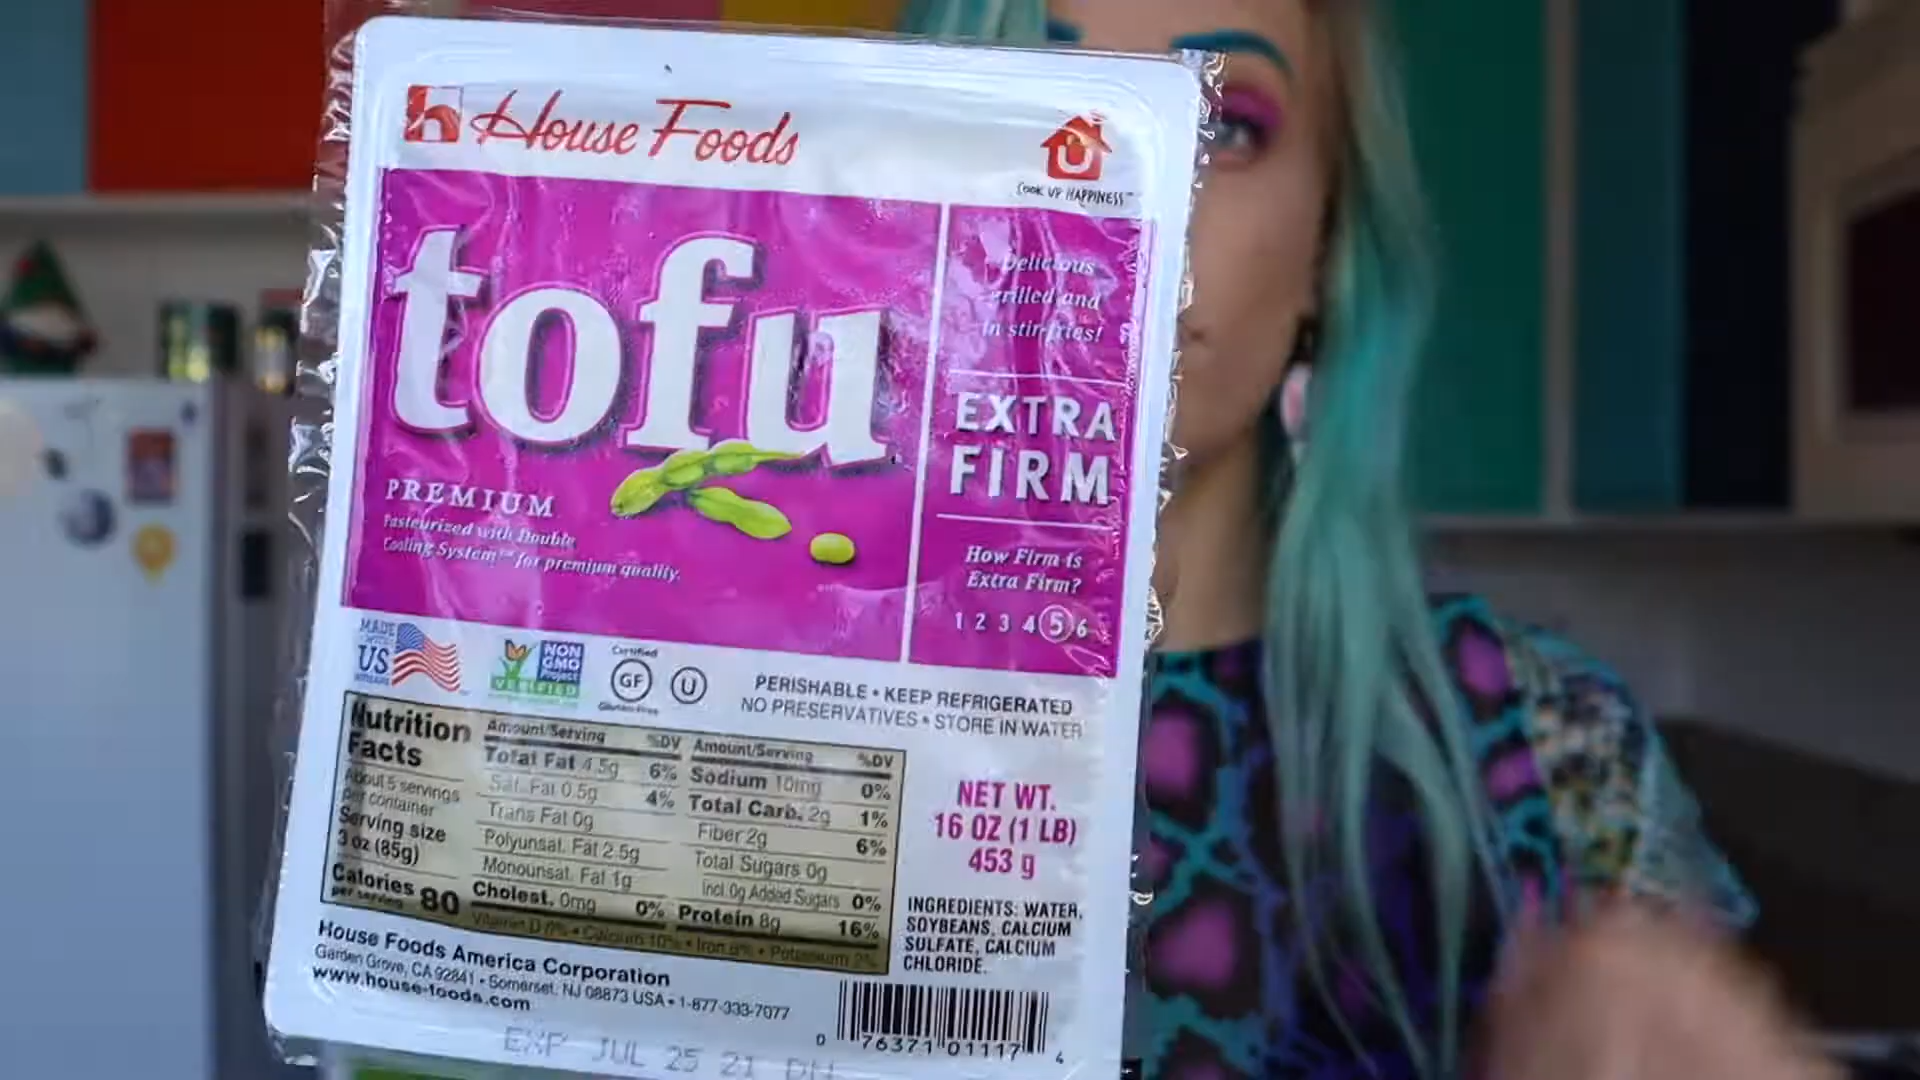 House Foods
COOK UP HAPPINESS™
tofu
PREMIUM
Pasteurized with Double
Cooling System™ for premium quality.
Delicious
grilled and
in stir-fries!
EXTRA
FIRM
How Firm is
Extra Firm?
1 2 3 4 5 6
MADE
WITH
US
NON
GMO
Project
VERIFIED
Certified
GF
Gluten-Free
U
PERISHABLE • KEEP REFRIGERATED
NO PRESERVATIVES • STORE IN WATER
Nutrition
Facts
About 5 servings
per container
Serving size
3 oz (85g)
Calories
per serving
80
Amount/Serving %DV
Total Fat 4.5g 6%
Sat. Fat 0.5g 4%
Trans Fat 0g
Polyunsat. Fat 2.5g
Monounsat. Fat 1g
Cholest. 0mg 0%
Amount/Serving %DV
Sodium 10mg 0%
Total Carb. 2g 1%
Fiber 2g 6%
Total Sugars 0g
Incl. 0g Added Sugars 0%
Protein 8g 16%
Vitamin D 0% • Calcium 10% • Iron • Potassium 2%
NET WT.
16 OZ (1 LB)
453 g
INGREDIENTS: WATER,
SOYBEANS, CALCIUM
SULFATE, CALCIUM
CHLORIDE.
House Foods America Corporation
Garden Grove, CA 92841 • Somerset, NJ 08873 USA • 1-877-333-7077
www.house-foods.com
0 76371 01117 4
EXP JUL 25 21